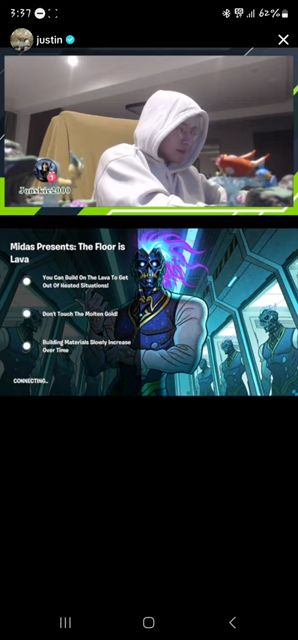 3:37
62%
justin
Junskie2000
Midas Presents: The Floor is
Lava
You Can Build On The Lava To Get
Out Of Heated Situations!
Don't Touch The Molten Gold!
Building Materials Slowly Increase
Over Time
CONNECTING..